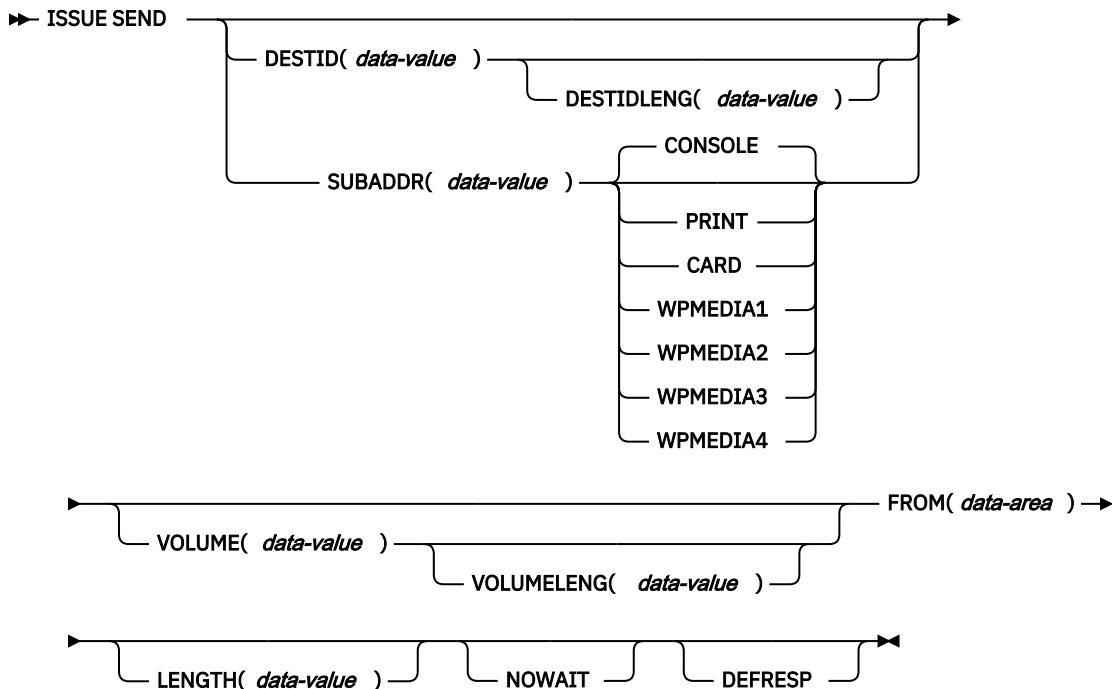 ISSUE SEND
DESTID( data-value )
DESTIDLENG( data-value )
SUBADDR( data-value )
CONSOLE
PRINT
CARD
WPMEDIA1
WPMEDIA2
WPMEDIA3
WPMEDIA4
VOLUME( data-value )
VOLUMELENG( data-value )
FROM( data-area )
LENGTH( data-value )
NOWAIT
DEFRESP